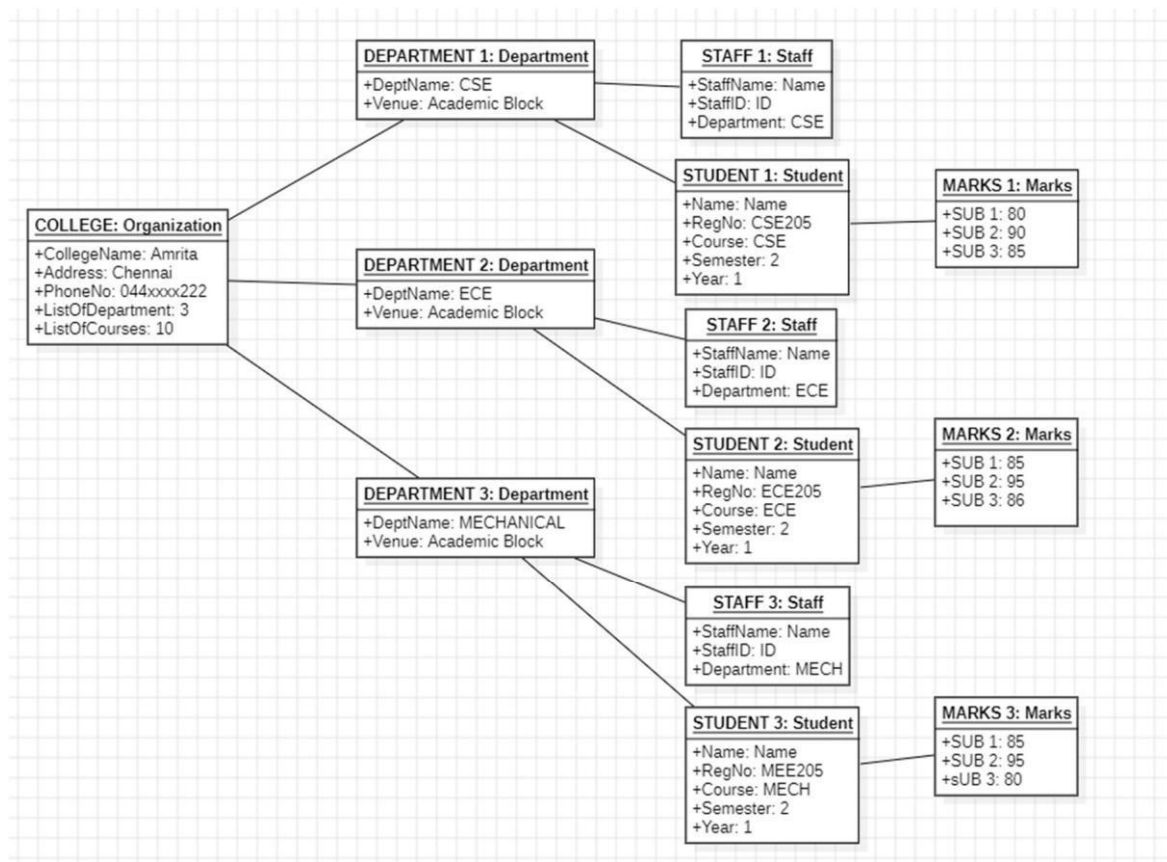 DEPARTMENT 1: Department
+DeptName: CSE
+Venue: Academic Block
STAFF 1: Staff
+StaffName: Name
+StaffID: ID
+Department: CSE
STUDENT 1: Student
+Name: Name
+RegNo: CSE205
+Course: CSE
+Semester: 2
+Year: 1
MARKS 1: Marks
+SUB 1: 80
+SUB 2: 90
+SUB 3: 85
COLLEGE: Organization
+CollegeName: Amrita
+Address: Chennai
+PhoneNo: 044xxxx222
+ListOfDepartment: 3
+ListOfCourses: 10
DEPARTMENT 2: Department
+DeptName: ECE
+Venue: Academic Block
STAFF 2: Staff
+StaffName: Name
+StaffID: ID
+Department: ECE
STUDENT 2: Student
+Name: Name
+RegNo: ECE205
+Course: ECE
+Semester: 2
+Year: 1
MARKS 2: Marks
+SUB 1: 85
+SUB 2: 95
+SUB 3: 86
DEPARTMENT 3: Department
+DeptName: MECHANICAL
+Venue: Academic Block
STAFF 3: Staff
+StaffName: Name
+StaffID: ID
+Department: MECH
STUDENT 3: Student
+Name: Name
+RegNo: MEE205
+Course: MECH
+Semester: 2
+Year: 1
MARKS 3: Marks
+SUB 1: 85
+SUB 2: 95
+sUB 3: 80